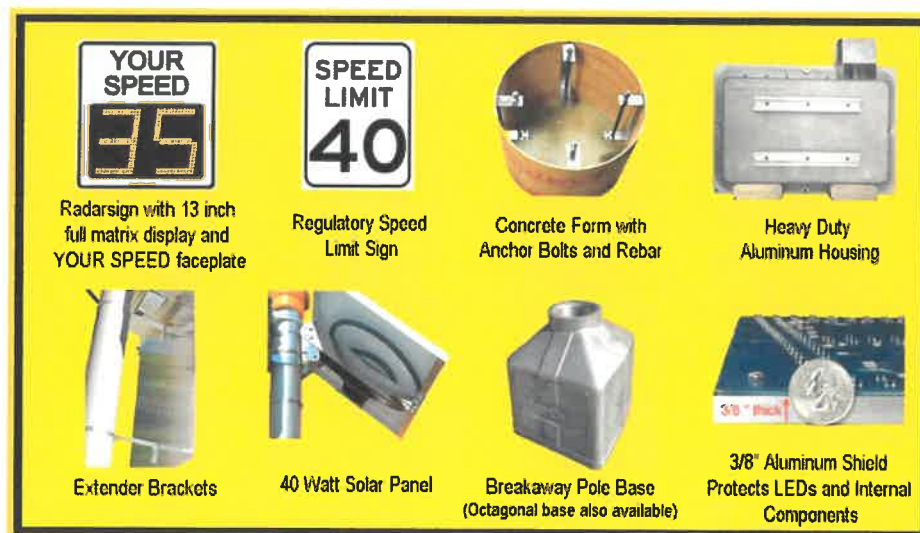 YOUR
SPEED
35
Radarsign with 13 inch
full matrix display and
YOUR SPEED faceplate
SPEED
LIMIT
40
Regulatory Speed
Limit Sign
Concrete Form with
Anchor Bolts and Rebar
Heavy Duty
Aluminum Housing
Extender Brackets
40 Watt Solar Panel
Breakaway Pole Base
(Octagonal base also available)
3/8 " thick
3/8" Aluminum Shield
Protects LEDs and Internal
Components